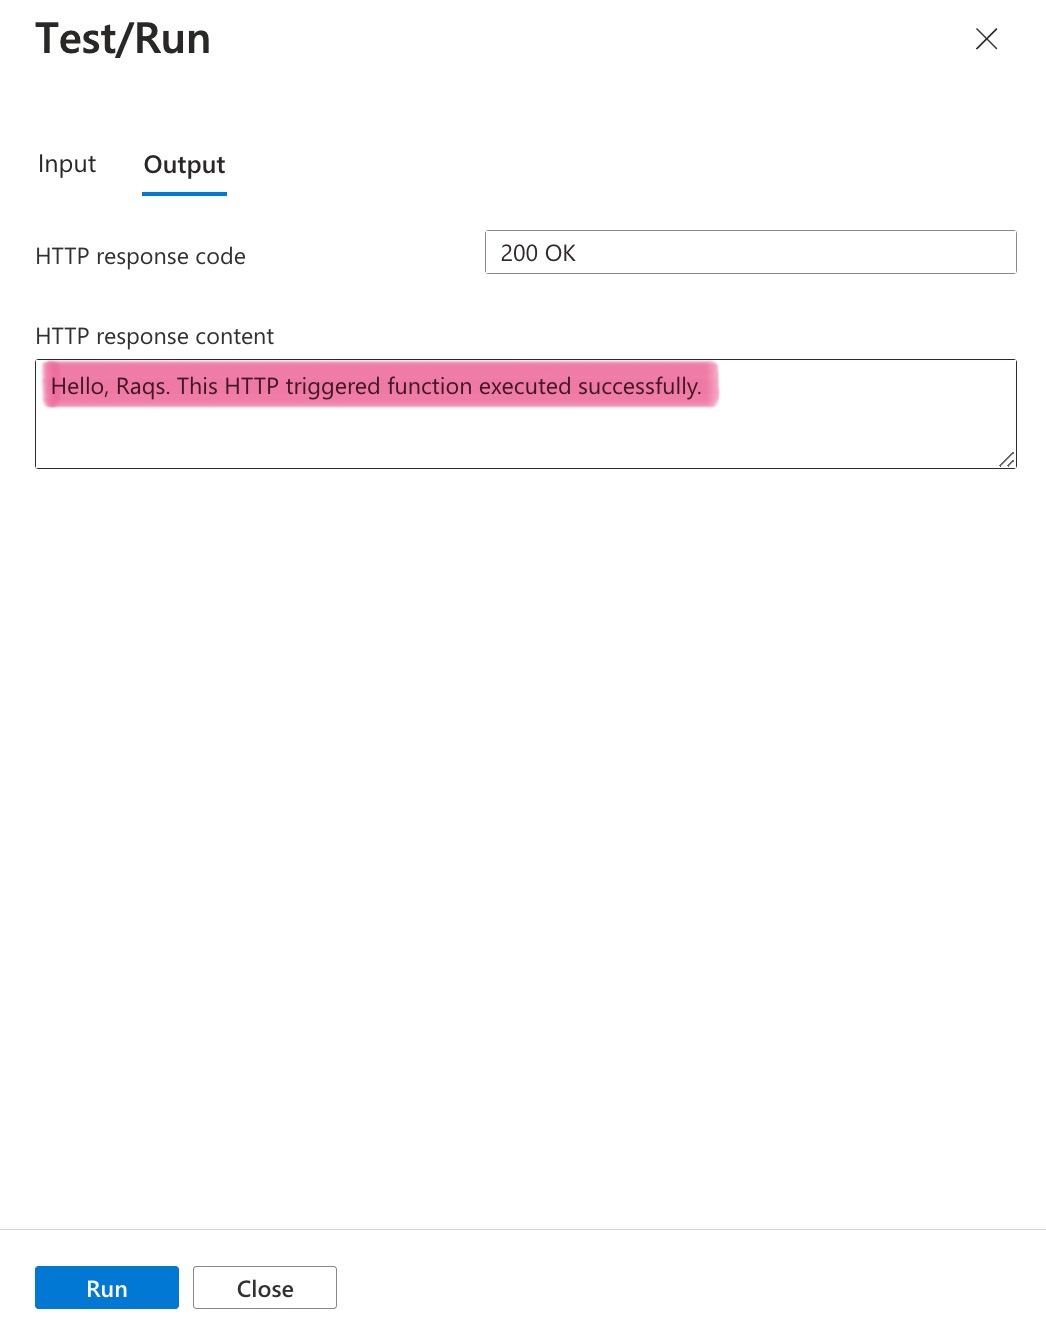 Test/Run
Input Output
HTTP response code 200 OK
HTTP response content
Hello, Raqs. This HTTP triggered function executed successfully.
Run Close